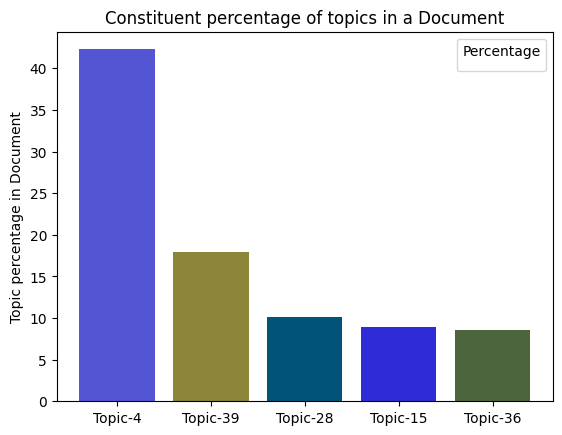 Constituent percentage of topics in a Document
Percentage
Topic percentage in Document
40
35
30
25
20
15
10
5
0
Topic-4 Topic-39 Topic-28 Topic-15 Topic-36